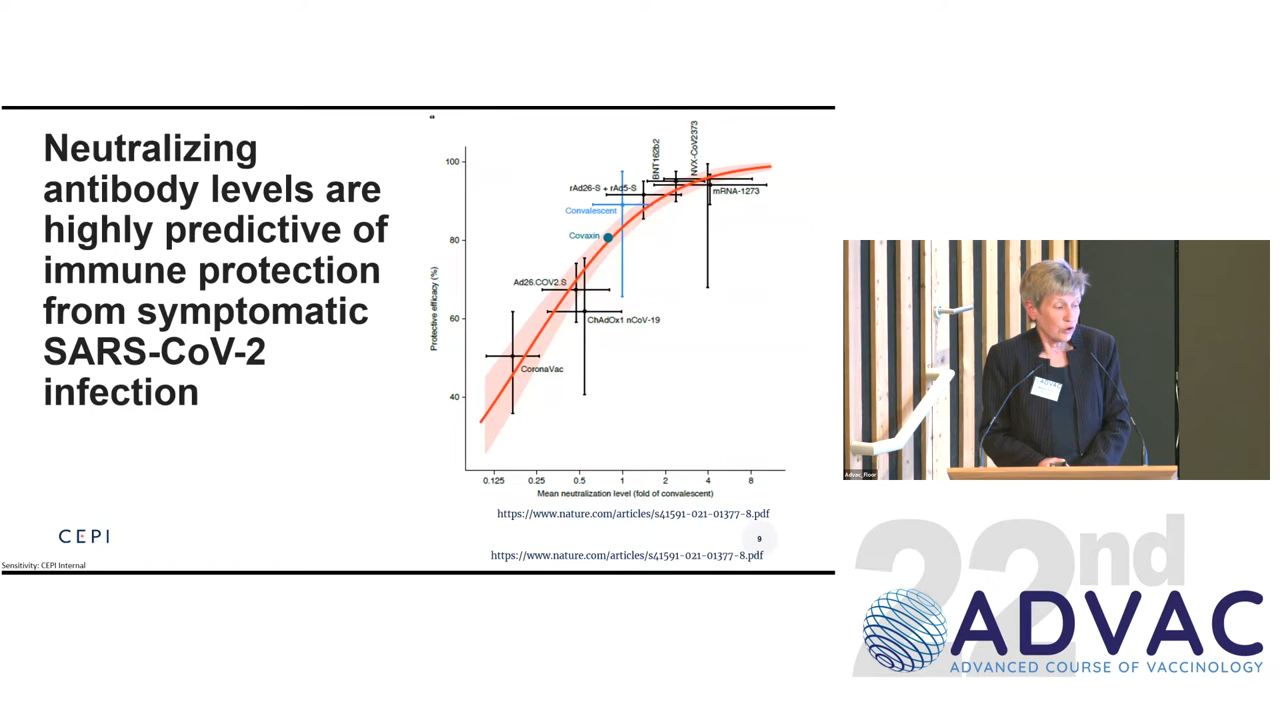 Neutralizing
antibody levels are
highly predictive of
immune protection
from symptomatic
SARS-CoV-2
infection
a
Protective efficacy (%)
100
80
60
40
0.125 0.25 0.5 1 2 4 8
Mean neutralization level (fold of convalescent)
BNT162b2
NVX-CoV2373
rAd26-S + rAd5-S
mRNA-1273
Convalescent
Covaxin
Ad26.COV2.S
ChAdOx1 nCoV-19
CoronaVac
https://www.nature.com/articles/s41591-021-01377-8.pdf
CEPI
9
https://www.nature.com/articles/s41591-021-01377-8.pdf
Sensitivity: CEPI Internal
ADVAC
Advac_Floor
22nd
ADVAC
ADVANCED COURSE OF VACCINOLOGY